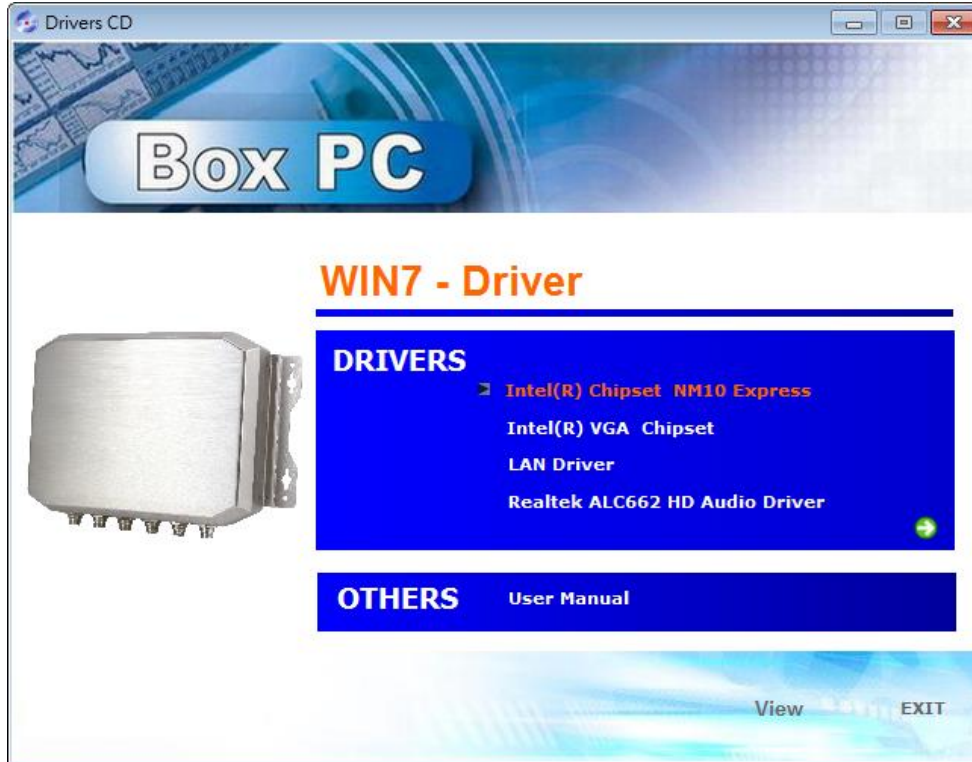 Drivers CD
Box PC
WIN7 - Driver
DRIVERS
Intel(R) Chipset NM10 Express
Intel(R) VGA Chipset
LAN Driver
Realtek ALC662 HD Audio Driver
OTHERS User Manual
View EXIT